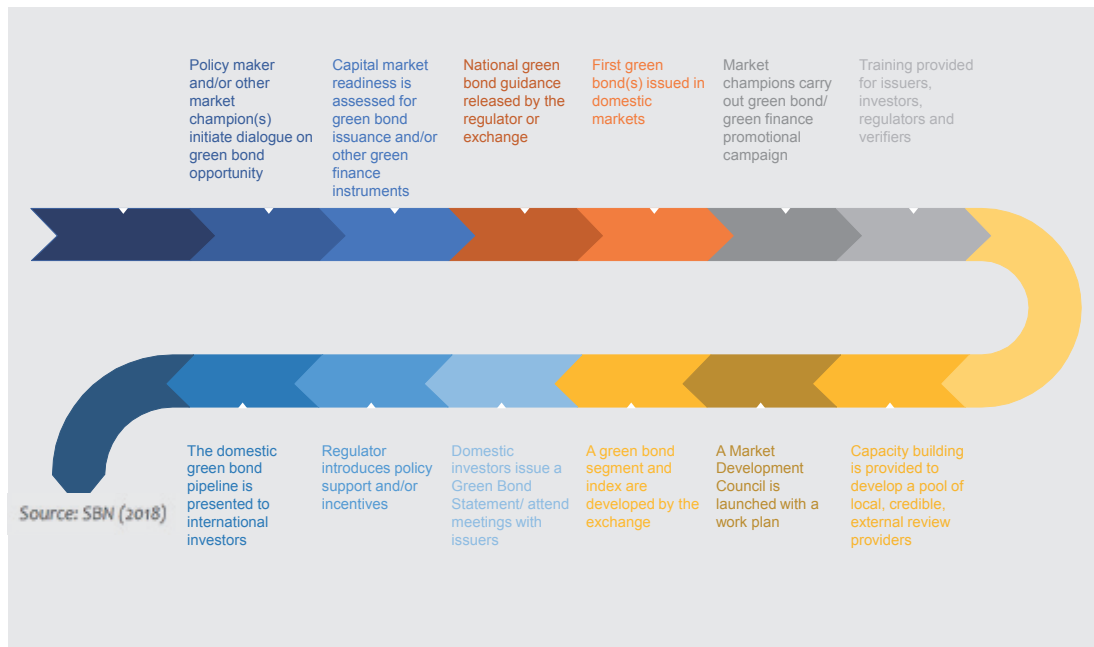 Policy maker
and/or other
market
champion(s)
initiate dialogue on
green bond
opportunity
Capital market
readiness is
assessed for
green bond
issuance and/or
other green
finance
instruments
National green
bond guidance
released by the
regulator or
exchange
First green
bond(s) issued in
domestic
markets
Market
champions carry
out green bond/
green finance
promotional
campaign
Training provided
for issuers,
investors,
regulators and
verifiers
Capacity building
is provided to
develop a pool of
local, credible,
external review
providers
A Market
Development
Council is
launched with a
work plan
A green bond
segment and
index are
developed by the
exchange
Domestic
investors issue a
Green Bond
Statement/ attend
meetings with
issuers
Regulator
introduces policy
support and/or
incentives
The domestic
green bond
pipeline is
presented to
international
investors
Source: SBN (2018)